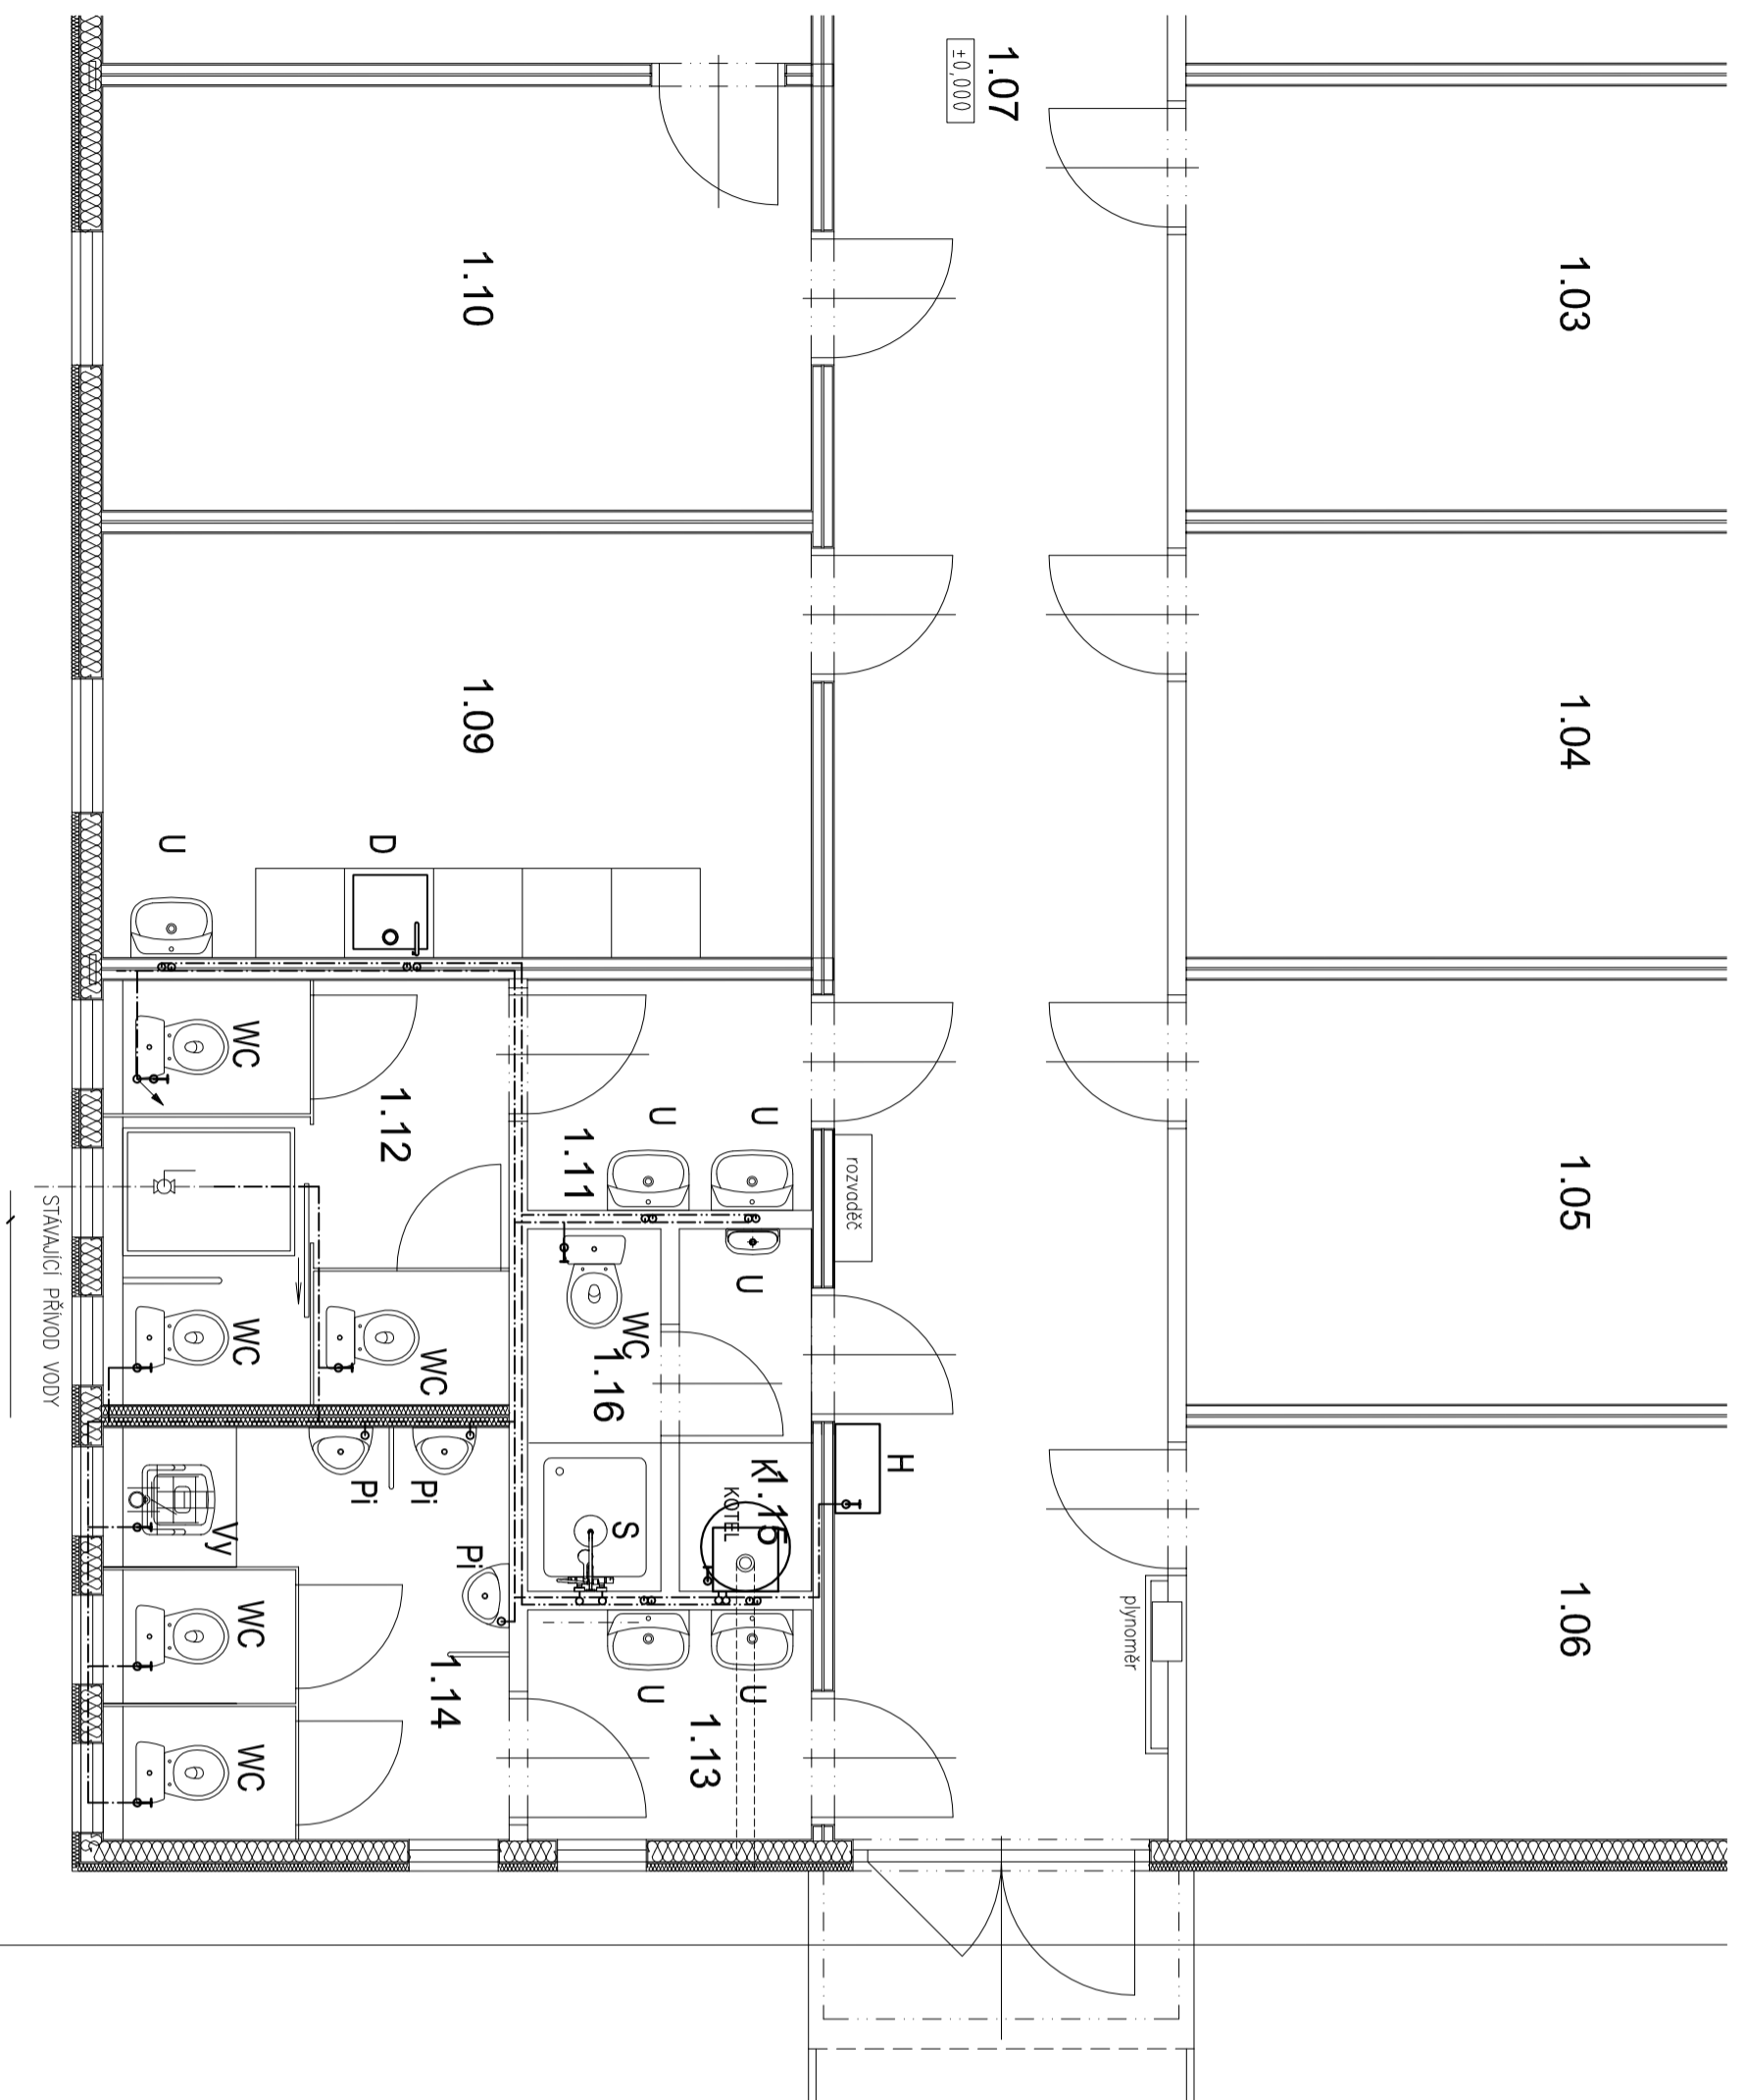 1.03
1.04
1.05
1.06
plynoměr
1.07
±0,000
H
rozvaděč
U
U
U
K
1.15
KOTEL
U
1.13
U
WC
1.16
S
1.11
1.10
1.09
Pi
1.14
WC
Pi
Pi
D
1.12
WC
WC
Vy
WC
WC
U
STÁVAJÍCÍ PŘÍVOD VODY